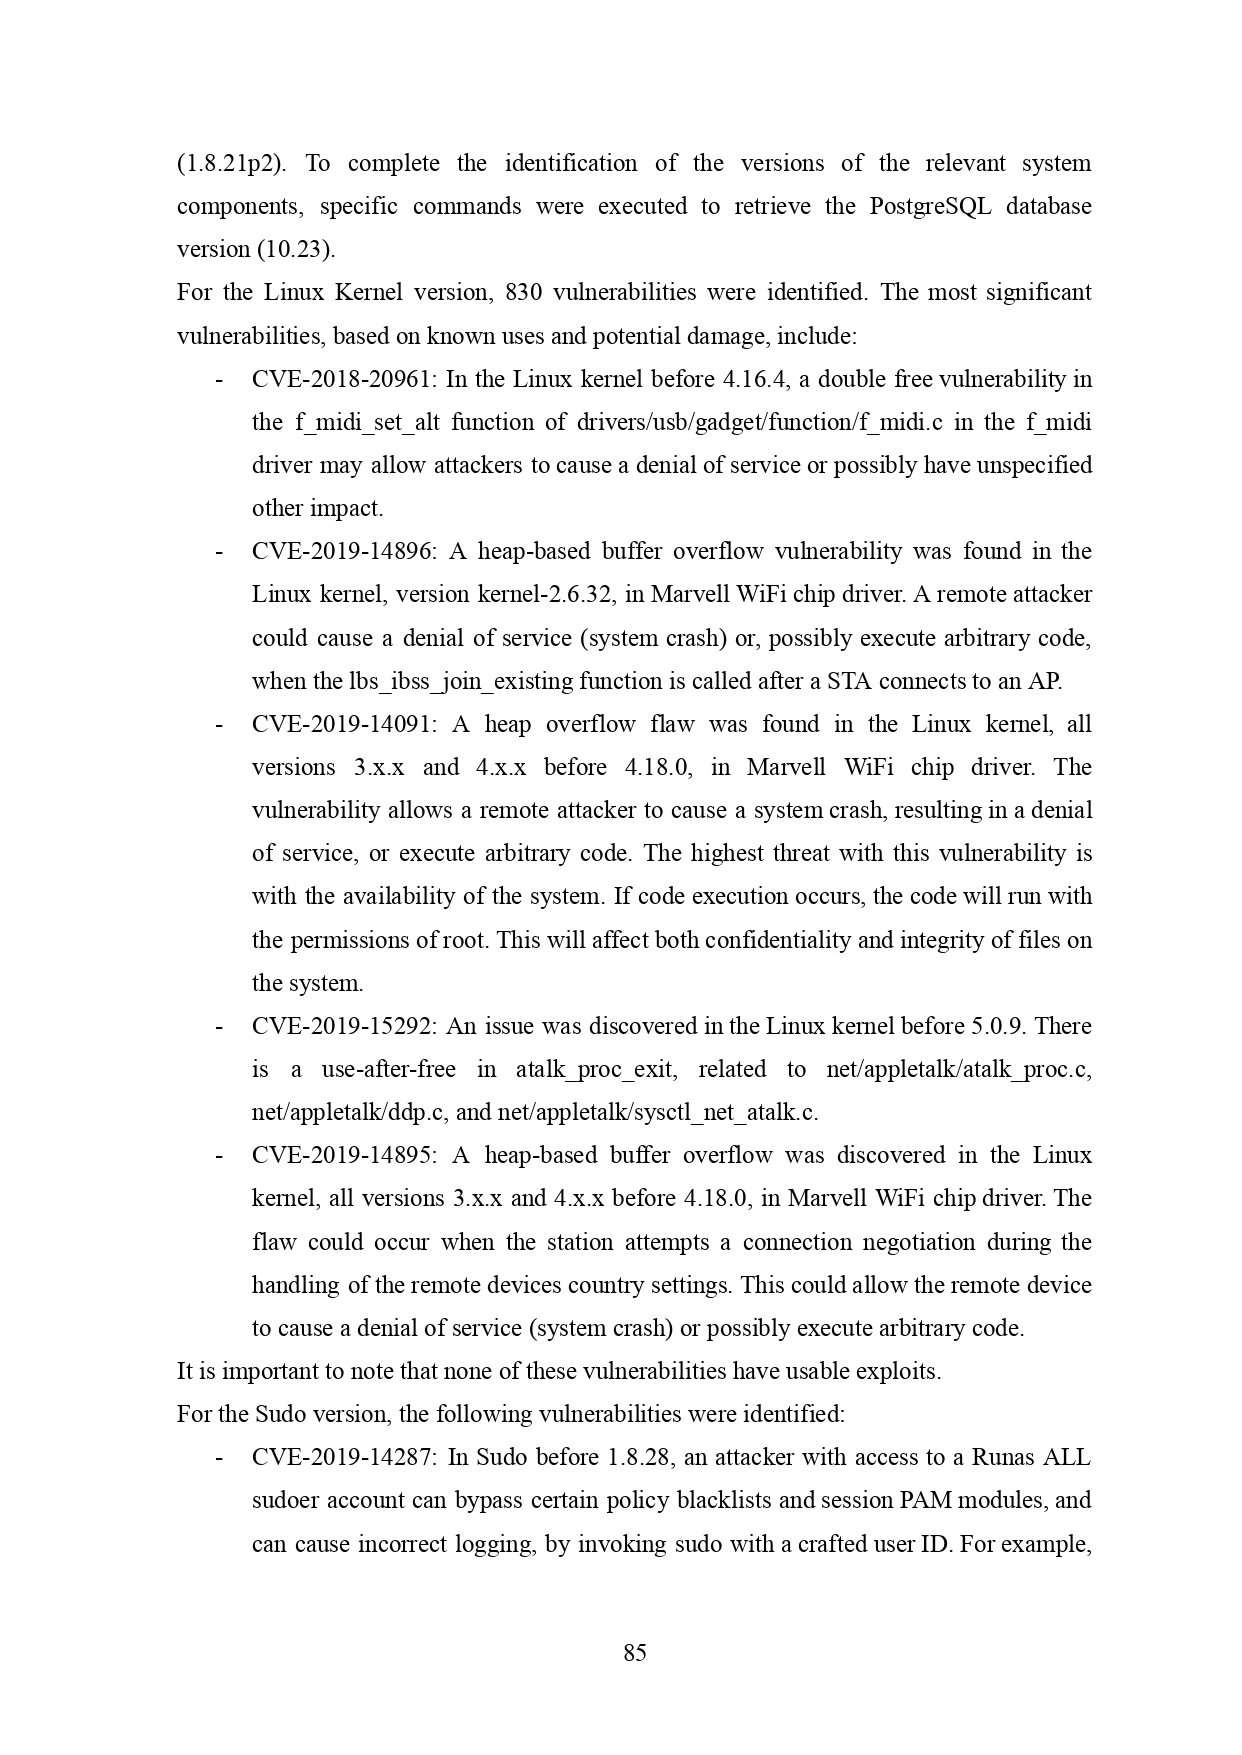 (1.8.21p2). To complete the identification of the versions of the relevant system
components, specific commands were executed to retrieve the PostgreSQL database
version (10.23).
For the Linux Kernel version, 830 vulnerabilities were identified. The most significant
vulnerabilities, based on known uses and potential damage, include:
- CVE-2018-20961: In the Linux kernel before 4.16.4, a double free vulnerability in
the f_midi_set_alt function of drivers/usb/gadget/function/f_midi.c in the f_midi
driver may allow attackers to cause a denial of service or possibly have unspecified
other impact.
- CVE-2019-14896: A heap-based buffer overflow vulnerability was found in the
Linux kernel, version kernel-2.6.32, in Marvell WiFi chip driver. A remote attacker
could cause a denial of service (system crash) or, possibly execute arbitrary code,
when the lbs_ibss_join_existing function is called after a STA connects to an AP.
- CVE-2019-14091: A heap overflow flaw was found in the Linux kernel, all
versions 3.x.x and 4.x.x before 4.18.0, in Marvell WiFi chip driver. The
vulnerability allows a remote attacker to cause a system crash, resulting in a denial
of service, or execute arbitrary code. The highest threat with this vulnerability is
with the availability of the system. If code execution occurs, the code will run with
the permissions of root. This will affect both confidentiality and integrity of files on
the system.
- CVE-2019-15292: An issue was discovered in the Linux kernel before 5.0.9. There
is a use-after-free in atalk_proc_exit, related to net/appletalk/atalk_proc.c,
net/appletalk/ddp.c, and net/appletalk/sysctl_net_atalk.c.
- CVE-2019-14895: A heap-based buffer overflow was discovered in the Linux
kernel, all versions 3.x.x and 4.x.x before 4.18.0, in Marvell WiFi chip driver. The
flaw could occur when the station attempts a connection negotiation during the
handling of the remote devices country settings. This could allow the remote device
to cause a denial of service (system crash) or possibly execute arbitrary code.
It is important to note that none of these vulnerabilities have usable exploits.
For the Sudo version, the following vulnerabilities were identified:
- CVE-2019-14287: In Sudo before 1.8.28, an attacker with access to a Runas ALL
sudoer account can bypass certain policy blacklists and session PAM modules, and
can cause incorrect logging, by invoking sudo with a crafted user ID. For example,
85